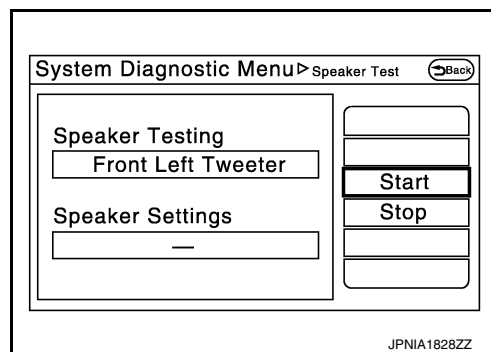 System Diagnostic Menu▷Speaker Test
Back
Speaker Testing
Front Left Tweeter
Start
Speaker Settings
Stop
—
JPNIA1828ZZ